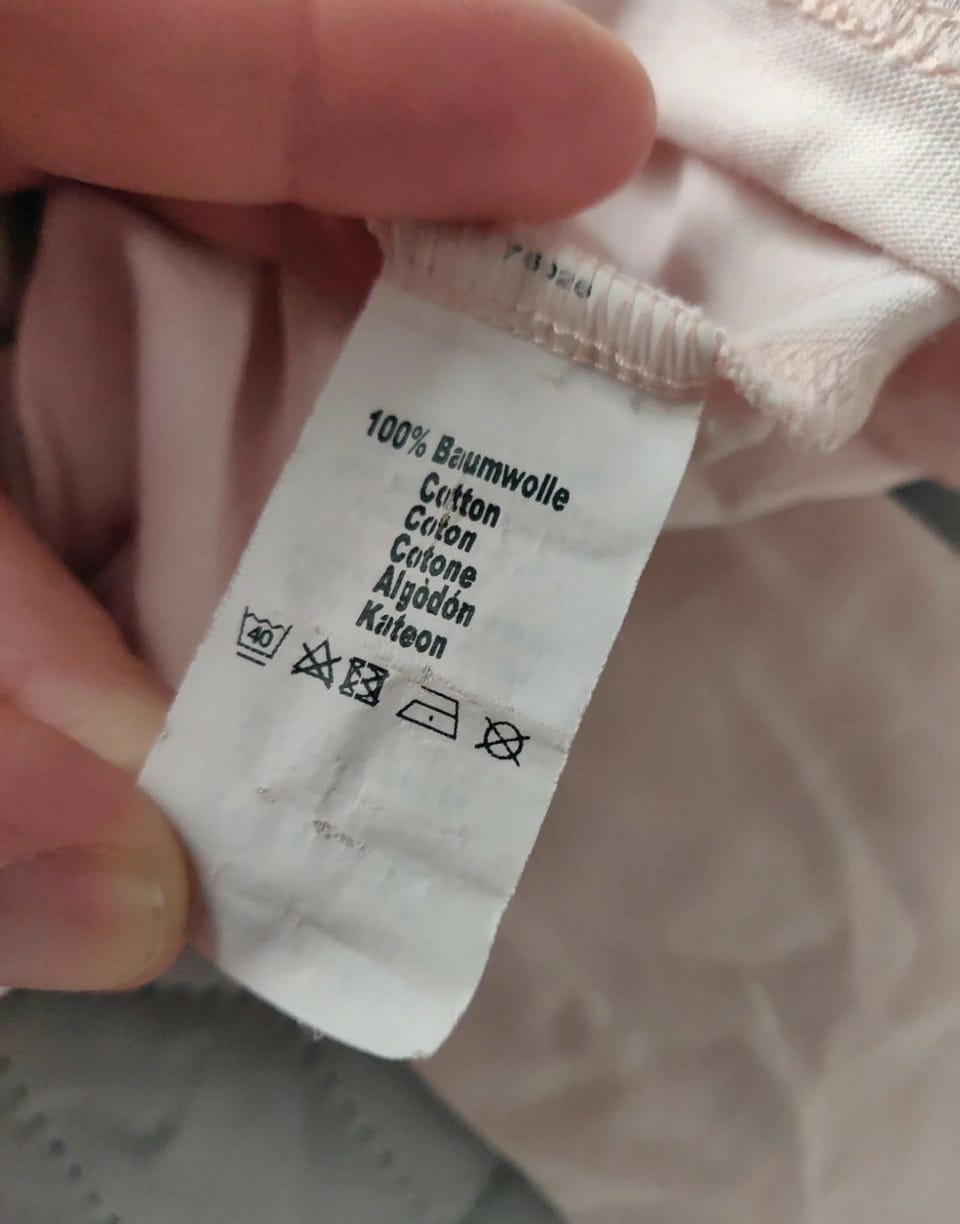 100% Baumwolle
Cotton
Coton
Cotone
Algòdón
Kateon
40